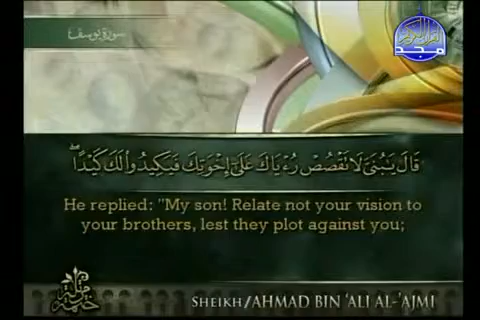 سورة يوسف
مجد
قَالَ يَٰبُنَىَّ لَا تَقْصُصْ رُءْيَاكَ عَلَىٰٓ إِخْوَتِكَ فَيَكِيدُوا۟ لَكَ كَيْدًا ۖ
He replied: "My son! Relate not your vision to
your brothers, lest they plot against you;
SHEIKH/AHMAD BIN 'ALI AL-'AJMI